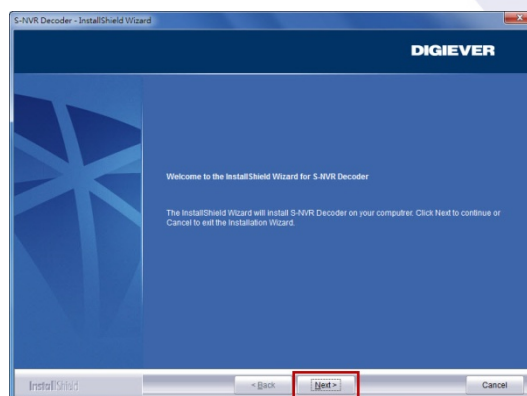 S-NVR Decoder - InstallShield Wizard
DIGIEVER
Welcome to the InstallShield Wizard for S-NVR Decoder
The InstallShield Wizard will install S-NVR Decoder on your computrer. Click Next to continue or
Cancel to exit the Installation Wizard.
InstallShield
< Back
Next >
Cancel